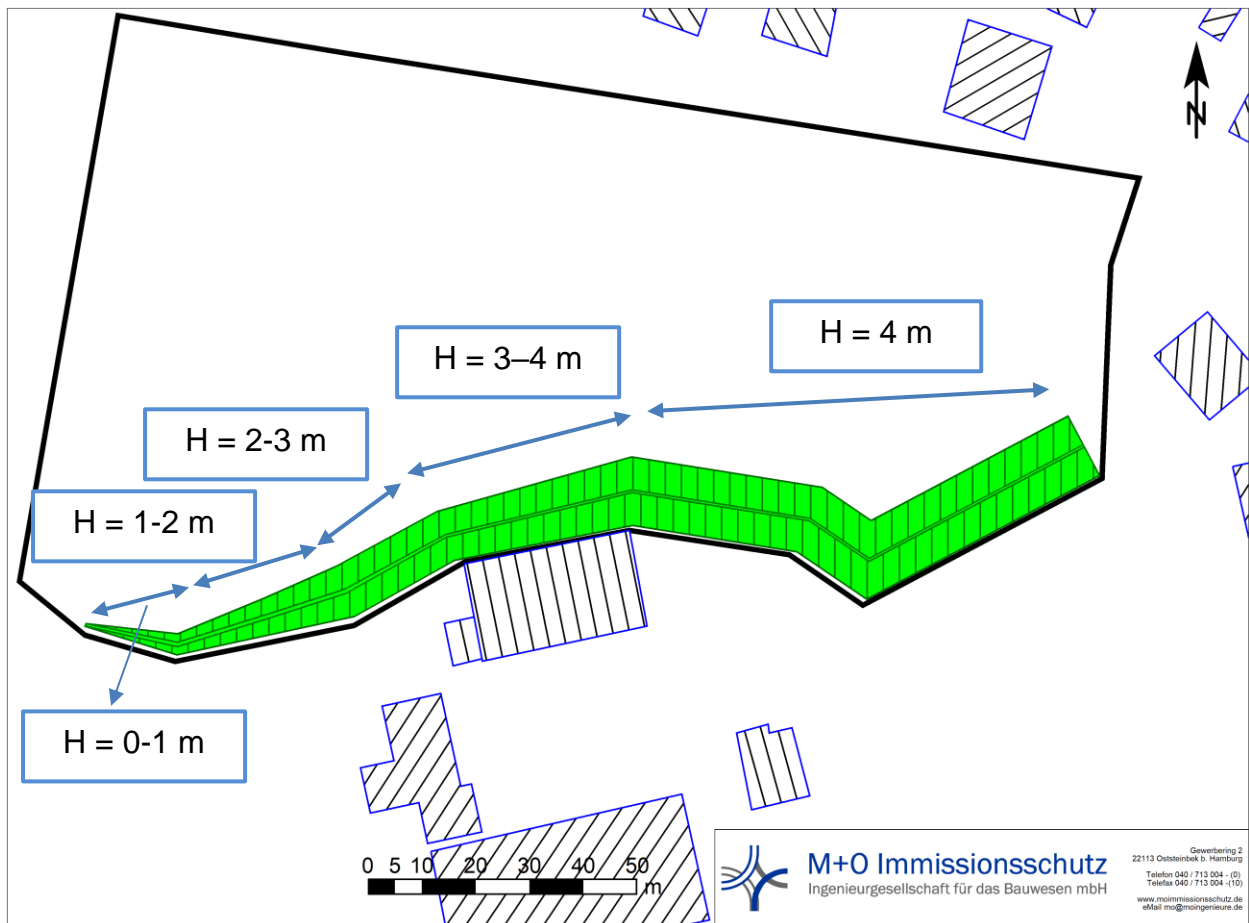 N
H = 4 m
H = 3–4 m
H = 2-3 m
H = 1-2 m
H = 0-1 m
0 5 10 20 30 40 50
m
M+O Immissionsschutz
Ingenieurgesellschaft für das Bauwesen mbH
Gewerbering 2
22113 Oststeinbek b. Hamburg
Telefon 040 / 713 004 - (0)
Telefax 040 / 713 004 -(10)
www.moimmissionsschutz.de
eMail mo@moingenieure.de